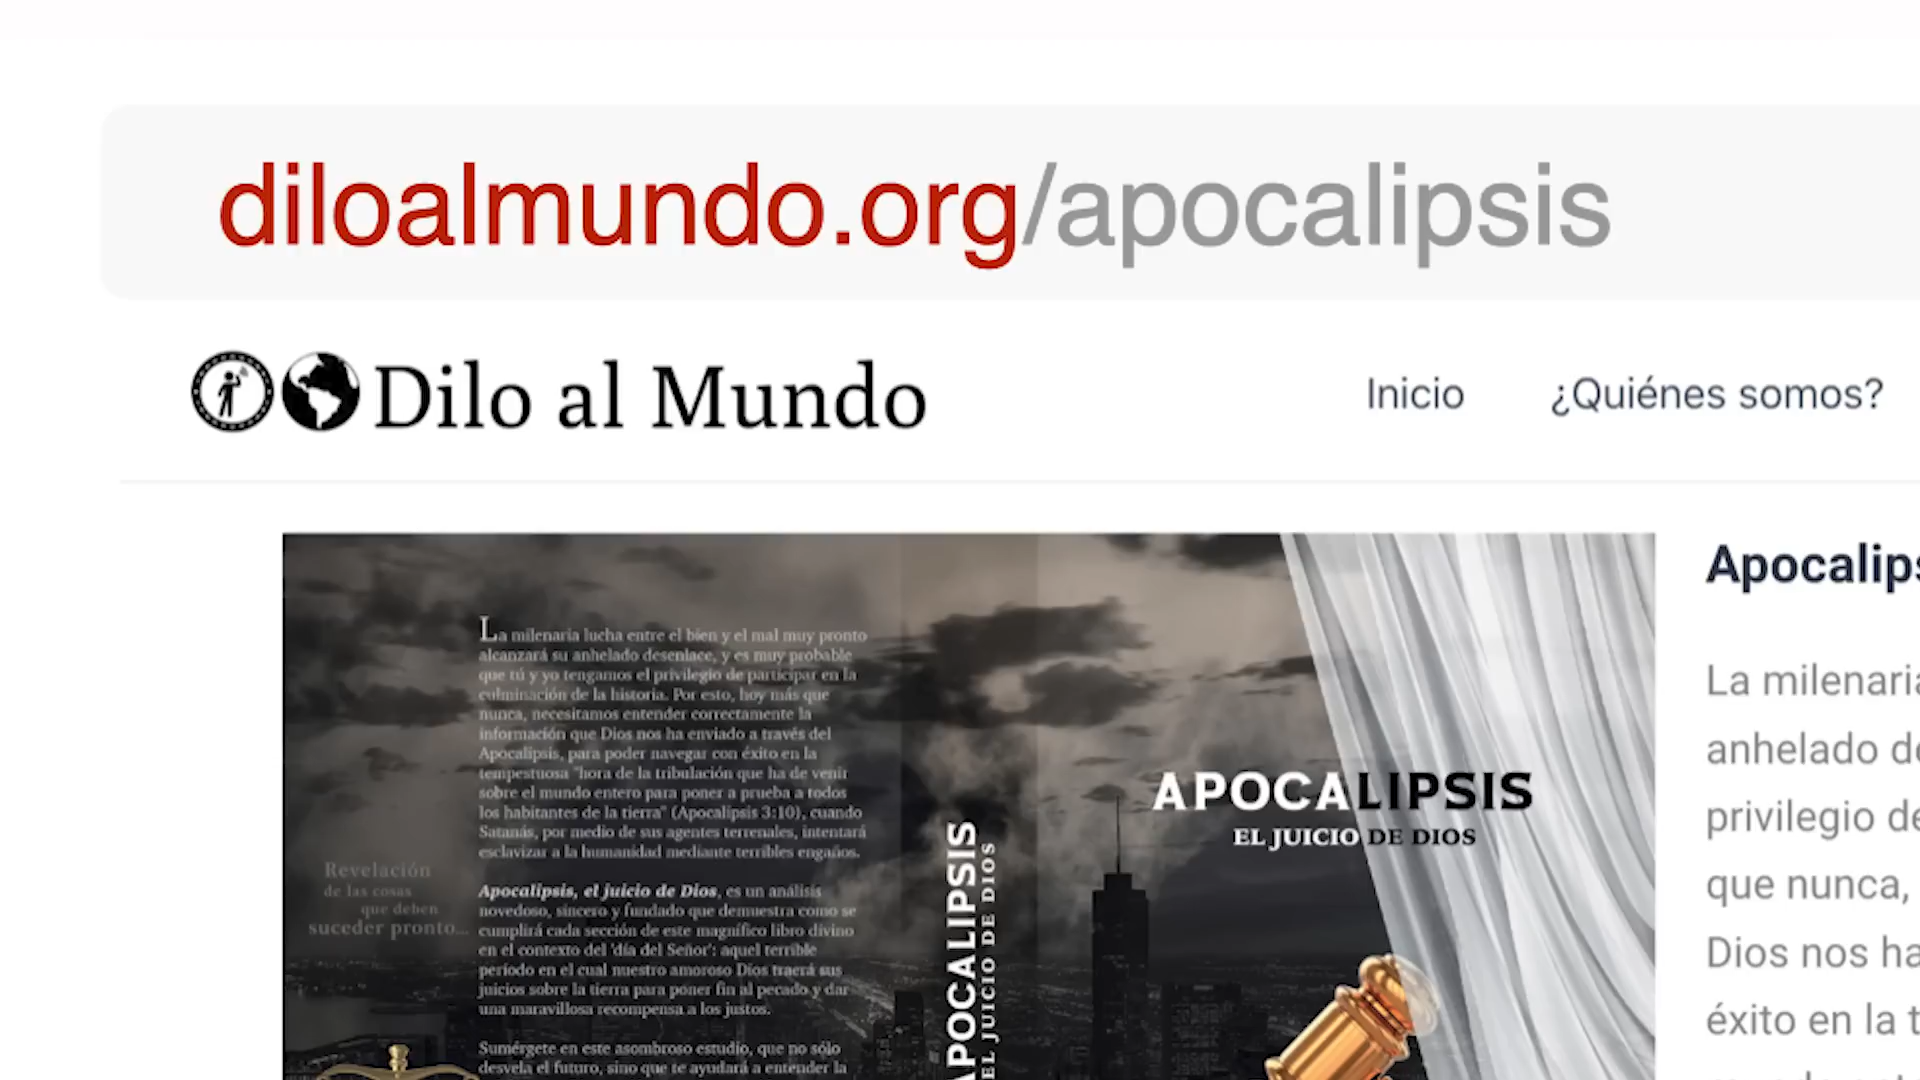 diloalmundo.org/apocalipsis
Dilo al Mundo
Inicio
¿Quiénes somos?
La milenaria lucha entre el bien y el mal muy pronto
alcanzará su anhelado desenlace, y es muy probable
que tú y yo tengamos el privilegio de participar en la
culminación de la historia. Por esto, hoy más que
nunca, necesitamos entender correctamente la
información que Dios nos ha enviado a través del
Apocalipsis, para poder navegar con éxito en la
tempestuosa "hora de la tribulación que ha de venir
sobre el mundo entero para poner a prueba a todos
los habitantes de la tierra" (Apocalipsis 3:10), cuando
Satanás, por medio de sus agentes terrenales, intentará
esclavizar a la humanidad mediante terribles engaños.
Apocalipsis, el juicio de Dios, es un análisis
novedoso, sincero y fundado que demuestra como se
cumplirá cada sección de este magnífico libro divino
en el contexto del 'día del Señor': aquel terrible
período en el cual nuestro amoroso Dios traerá sus
juicios sobre la tierra para poner fin al pecado y dar
una maravillosa recompensa a los justos.
Sumérgete en este asombroso estudio, que no sólo
desvela el futuro, sino que te ayudará a entender la
Revelación
de las cosas
que deben
suceder pronto...
APOCALIPSIS
EL JUICIO DE DIOS
APOCALIPSIS
EL JUICIO DE DIOS
Apocalips
La milenaria
anhelado de
privilegio de
que nunca,
Dios nos ha
éxito en la t